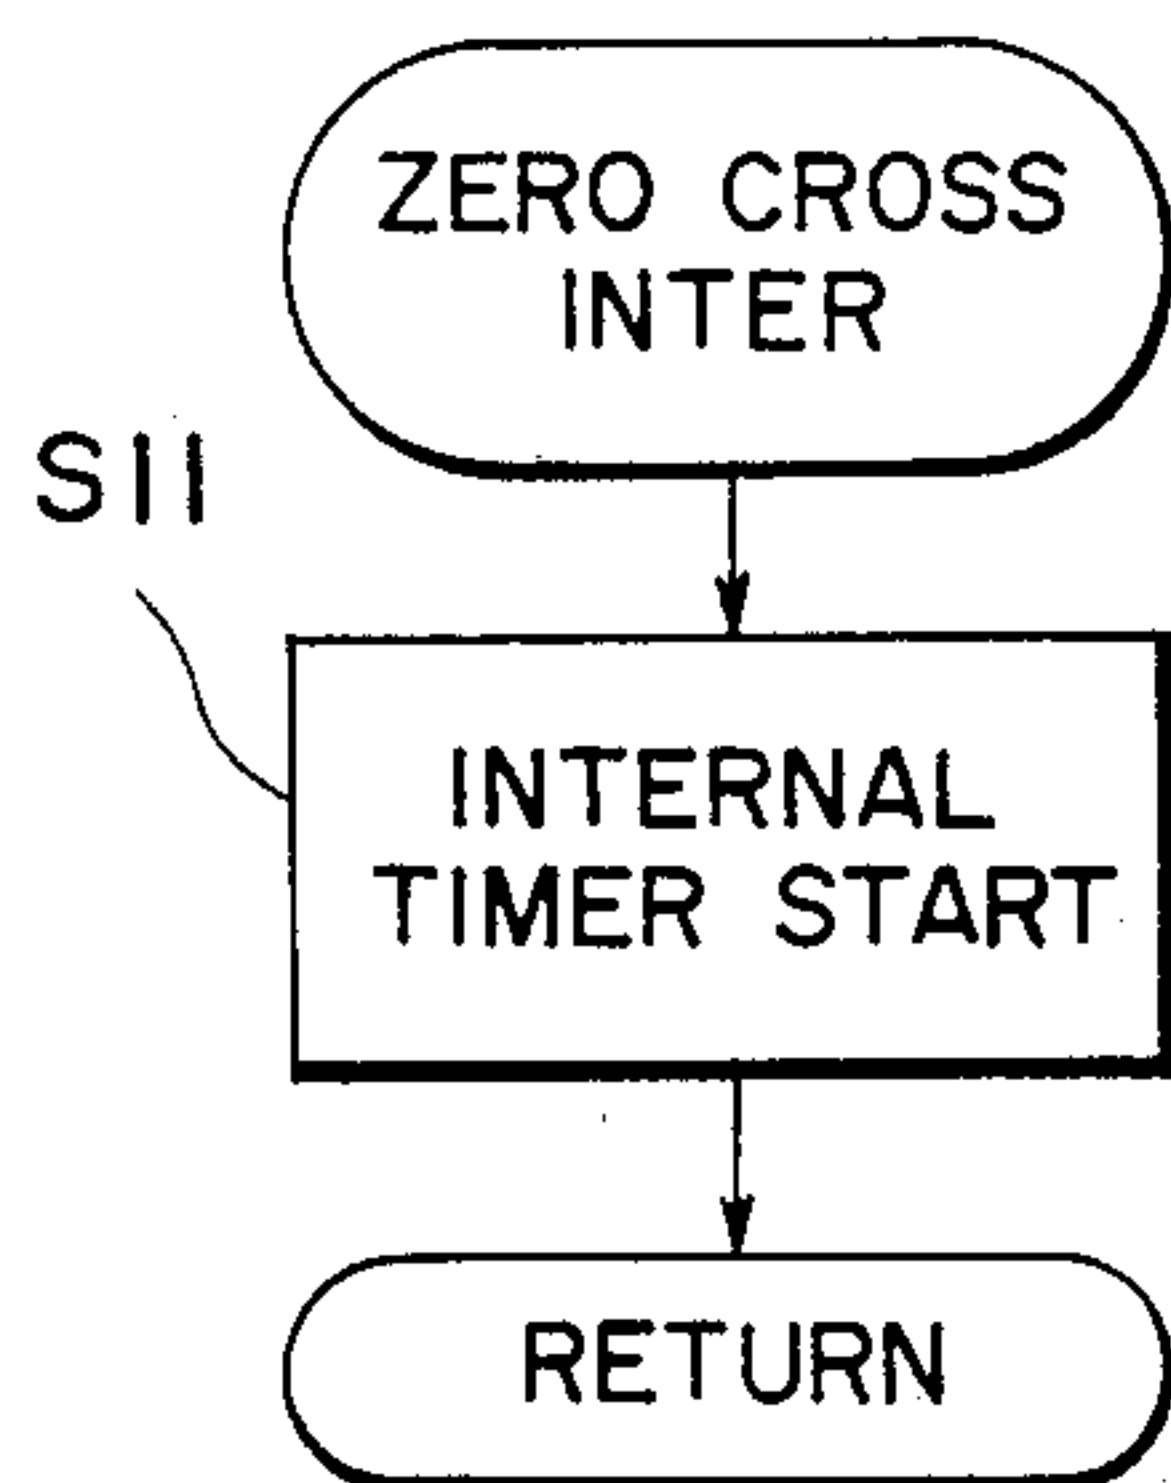 ZERO CROSS
INTER
S11
INTERNAL
TIMER START
RETURN